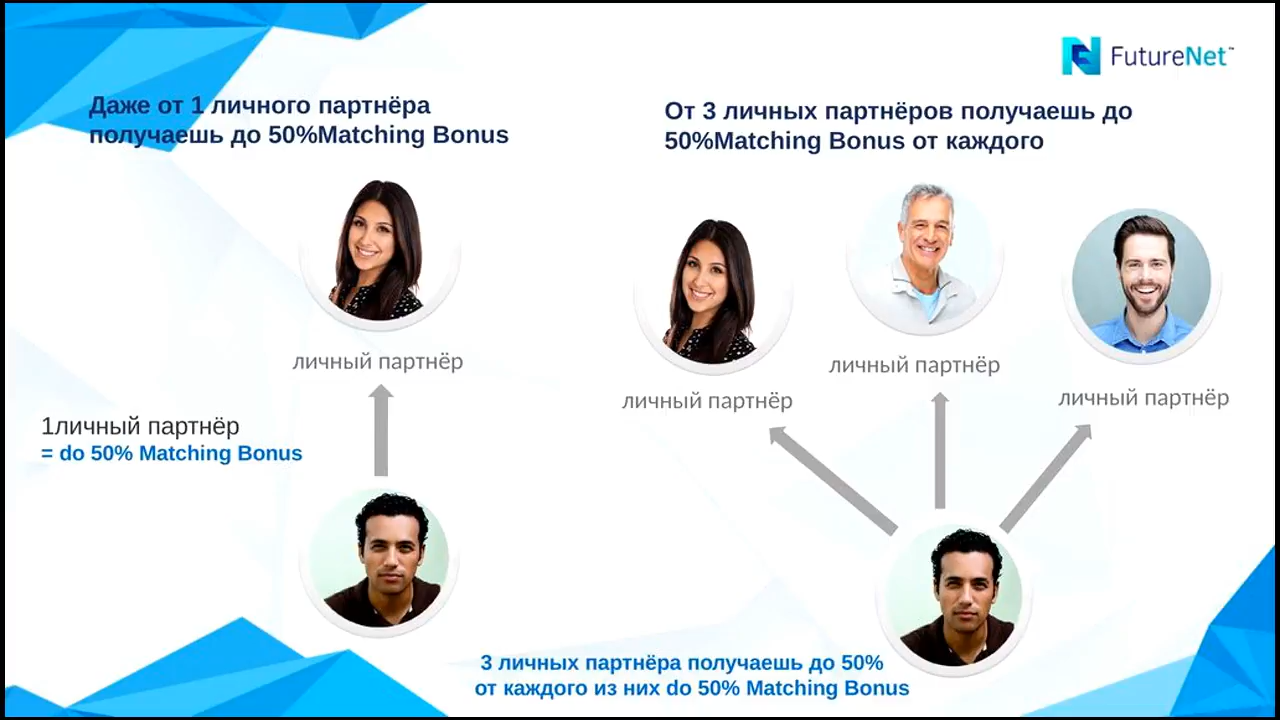 FutureNet™
Даже от 1 личного партнёра
получаешь до 50%Matching Bonus
От 3 личных партнёров получаешь до
50%Matching Bonus от каждого
личный партнёр
1личный партнёр
= do 50% Matching Bonus
личный партнёр
личный партнёр
личный партнёр
3 личных партнёра получаешь до 50%
от каждого из них do 50% Matching Bonus